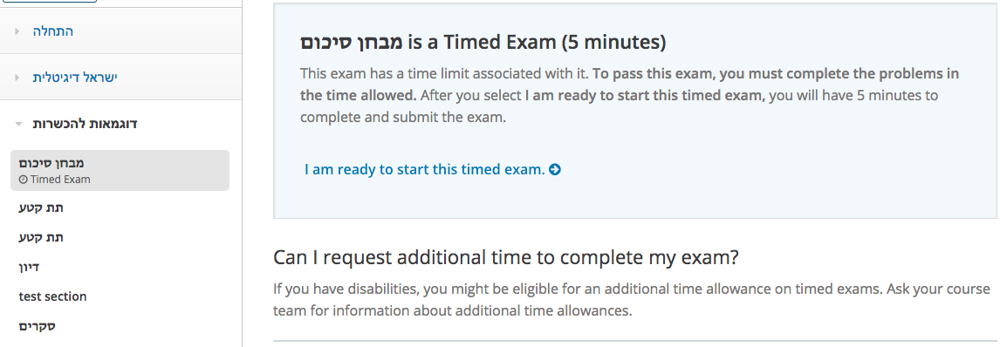 התחלה
ישראל דיגיטלית
דוגמאות להכשרות
מבחן סיכום
Timed Exam
תת קטע
תת קטע
דיון
test section
סקרים
מבחן סיכום is a Timed Exam (5 minutes)
This exam has a time limit associated with it. To pass this exam, you must complete the problems in
the time allowed. After you select I am ready to start this timed exam, you will have 5 minutes to
complete and submit the exam.
I am ready to start this timed exam.
Can I request additional time to complete my exam?
If you have disabilities, you might be eligible for an additional time allowance on timed exams. Ask your course
team for information about additional time allowances.